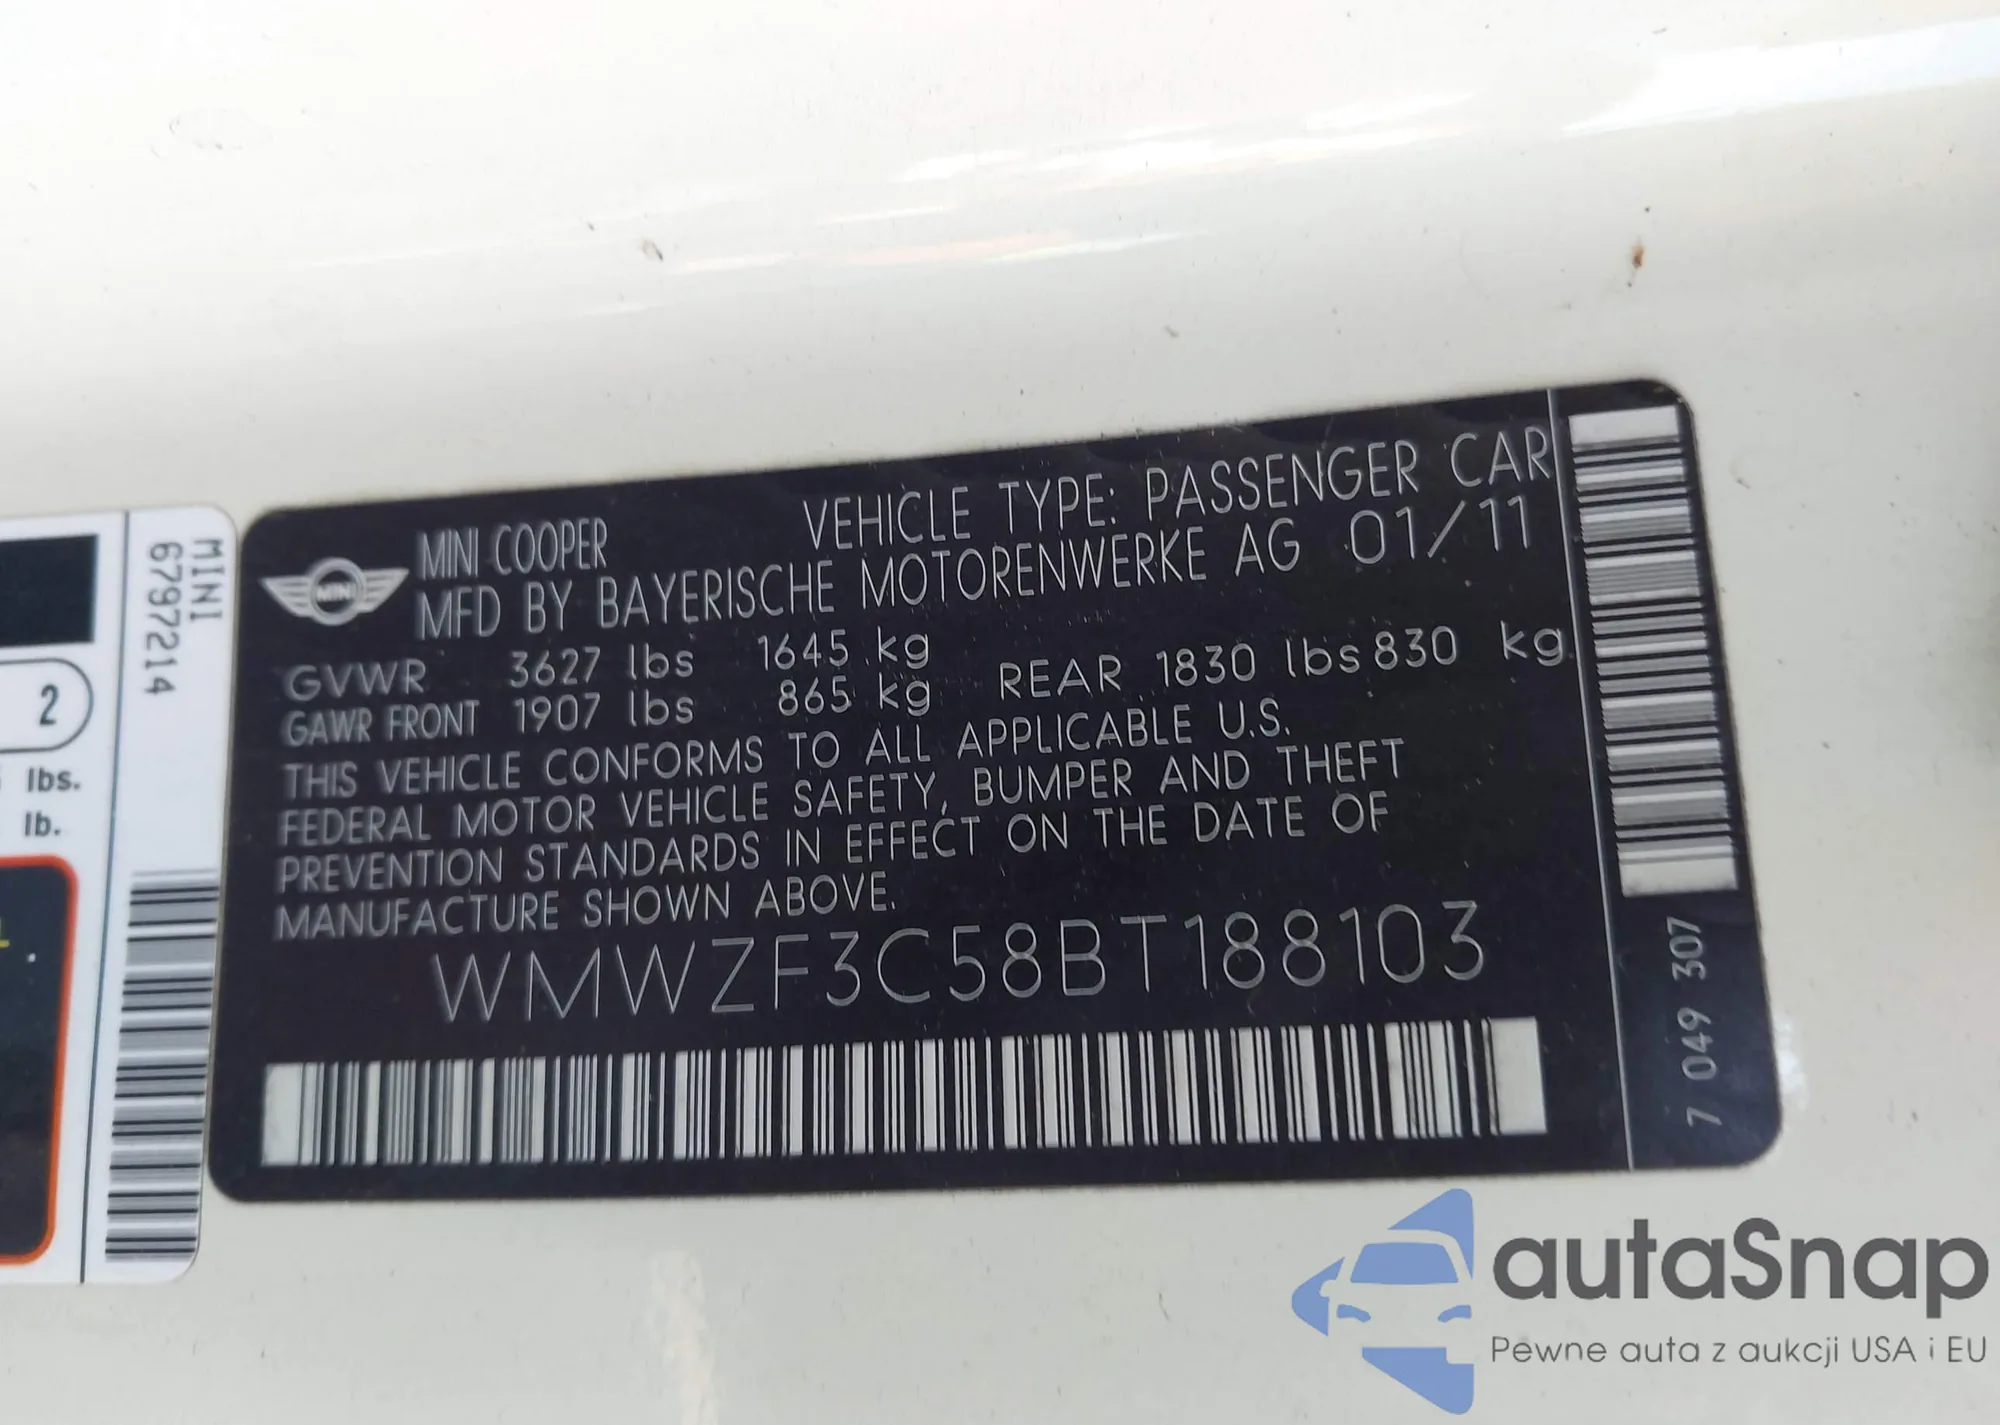 MINI
6797214
2
lbs.
lb.
MINI
MINI COOPER VEHICLE TYPE: PASSENGER CAR
MFD BY BAYERISCHE MOTORENWERKE AG 01/11
GVWR 3627 lbs 1645 kg
GAWR FRONT 1907 lbs 865 kg REAR 1830 lbs 830 kg
THIS VEHICLE CONFORMS TO ALL APPLICABLE U.S.
FEDERAL MOTOR VEHICLE SAFETY, BUMPER AND THEFT
PREVENTION STANDARDS IN EFFECT ON THE DATE OF
MANUFACTURE SHOWN ABOVE.
WMWZF3C58BT188103
7 049 307
autaSnap
Pewne auta z aukcji USA i EU